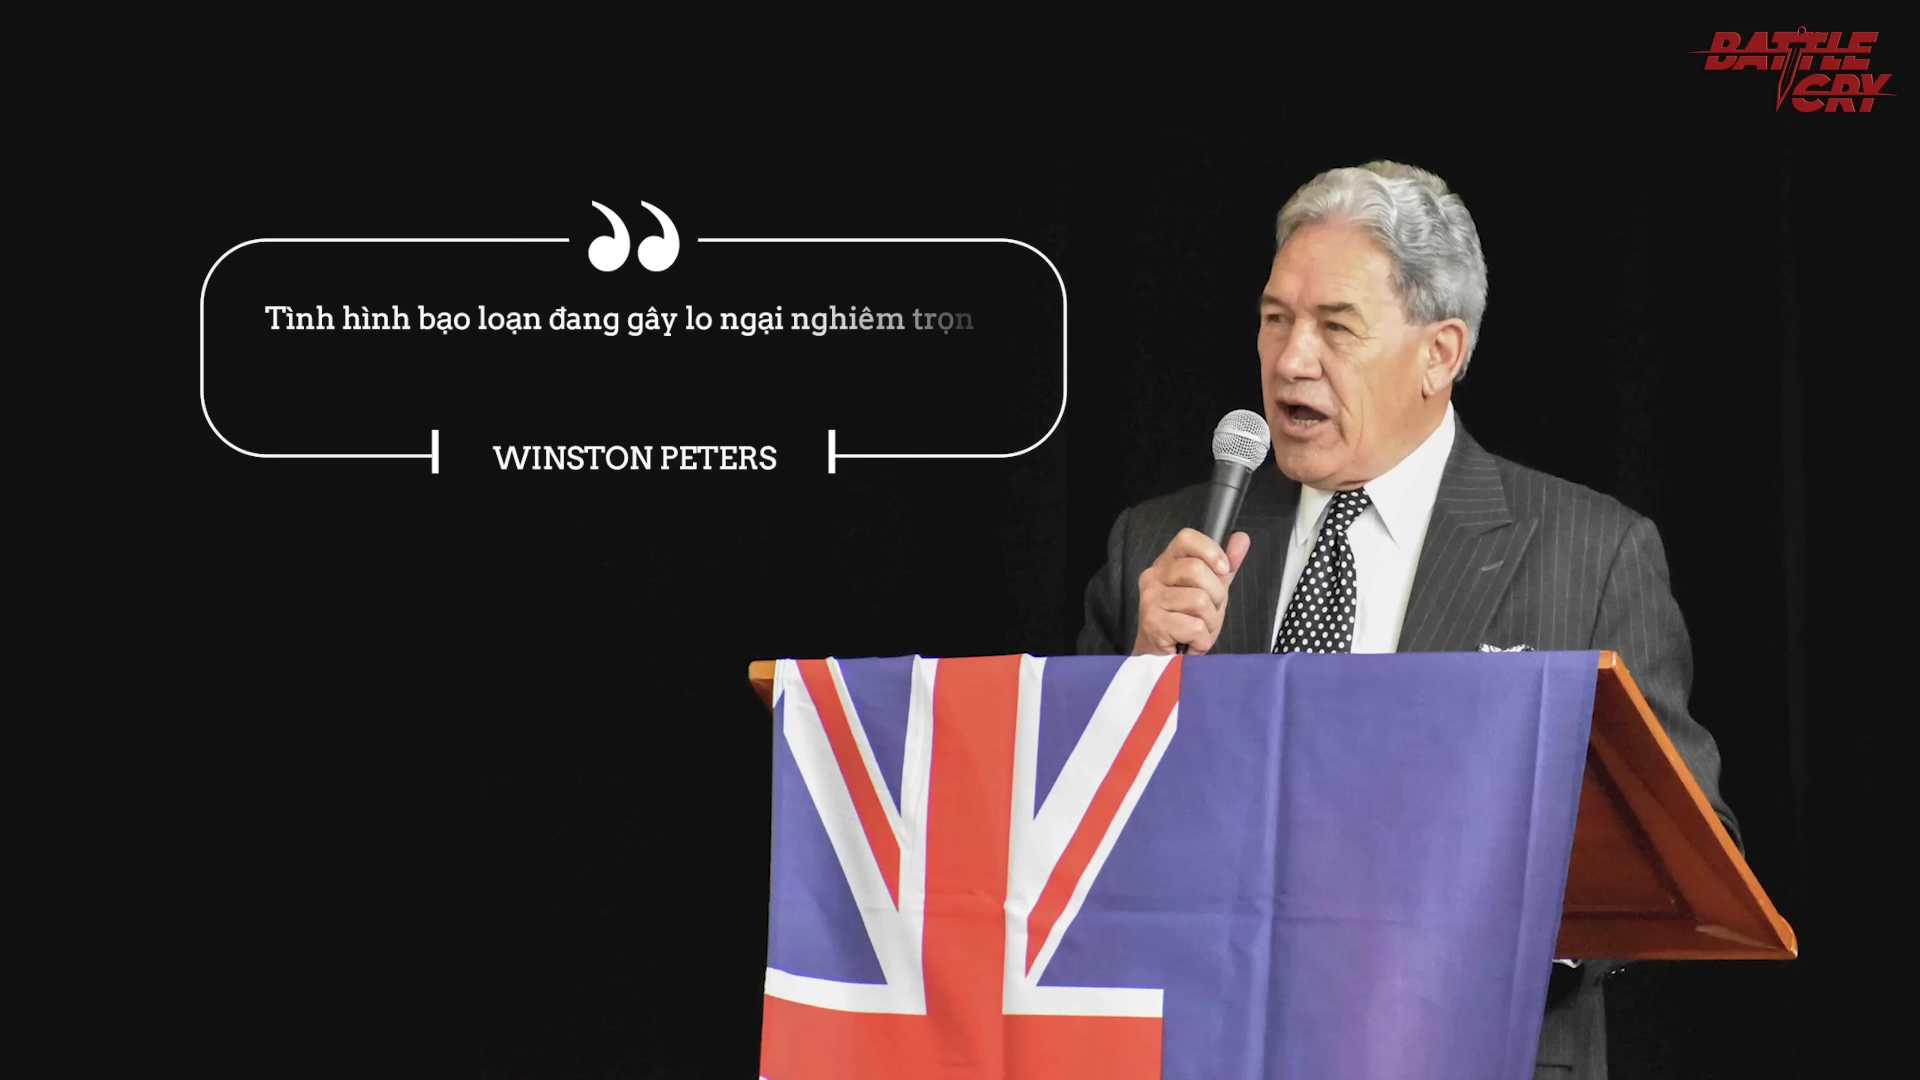 BATTLE
CRY
Tình hình bạo loạn đang gây lo ngại nghiêm trọn
WINSTON PETERS